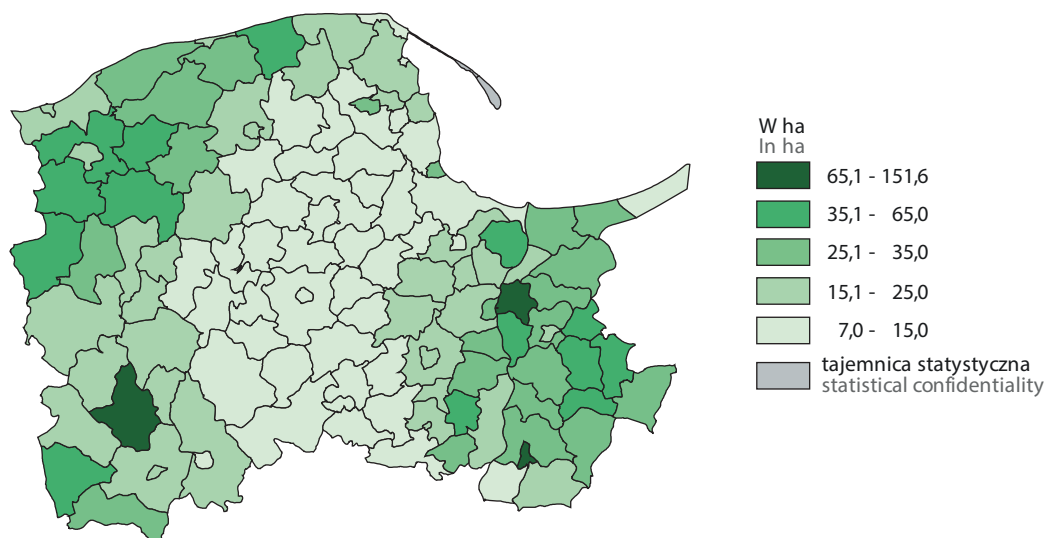 W ha
In ha
65,1 - 151,6
35,1 - 65,0
25,1 - 35,0
15,1 - 25,0
7,0 - 15,0
tajemnica statystyczna
statistical confidentiality